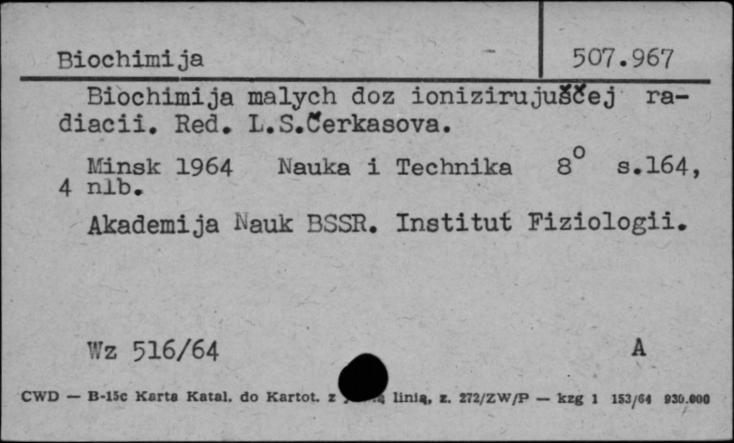 Biochimija 507.967
Biochimija malych doz ionizirujuščej ra-
diacii. Red. L.S.Čerkasova.
Minsk 1964 Nauka i Technika 8° s.164,
4 nlb.
Akademija Nauk BSSR. Institut Fiziologii.
Wz 516/64 A
CWD — B-15c Karta Katal. do Kartot. z linią, z. 272/ZW/P — kzg 1 153/64 930.000